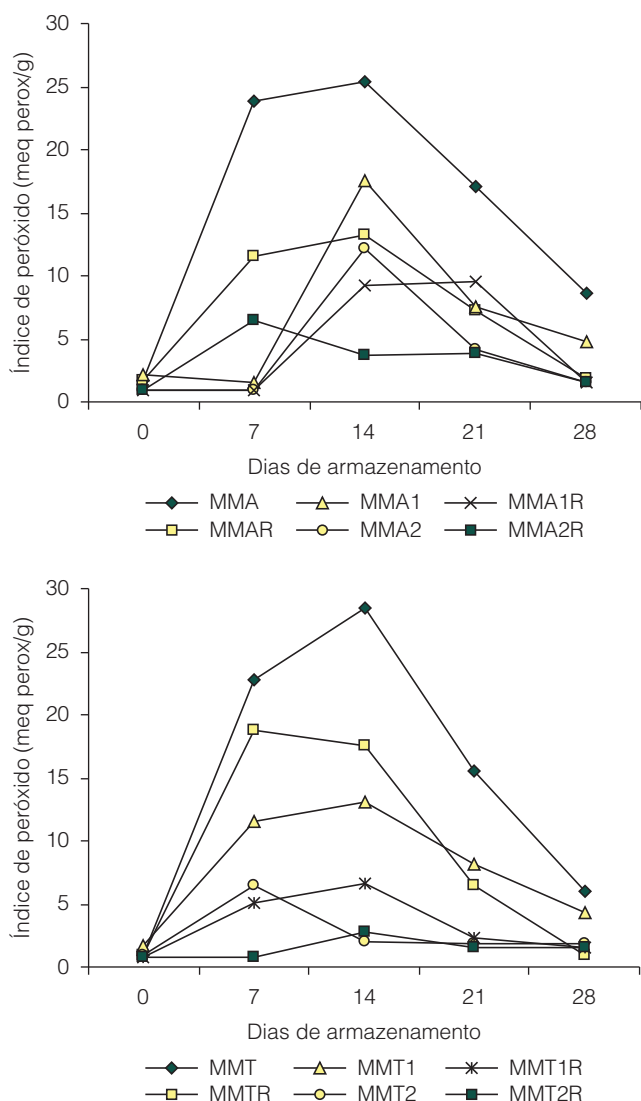 Índice de peróxido (meq perox/g)
30
25
20
15
10
5
0
0 7 14 21 28
Dias de armazenamento
MMA MMA1 MMA1R
MMAR MMA2 MMA2R
Índice de peróxido (meq perox/g)
30
25
20
15
10
5
0
0 7 14 21 28
Dias de armazenamento
MMT MMT1 MMT1R
MMTR MMT2 MMT2R